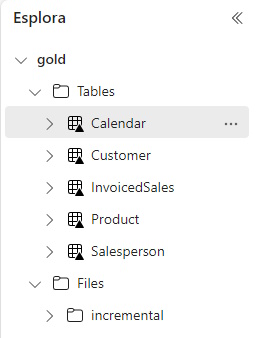 Esplora
gold
Tables
Calendar
Customer
InvoicedSales
Product
Salesperson
Files
incremental